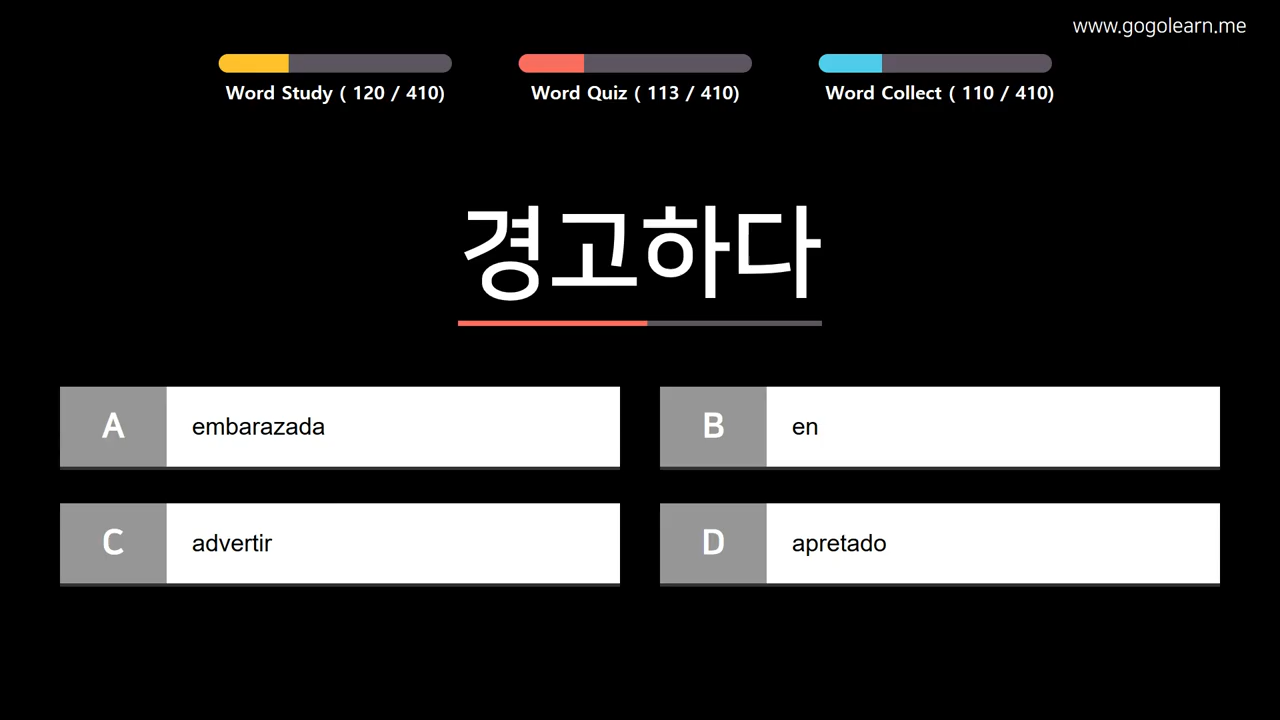 www.gogolearn.me
Word Study ( 120 / 410)
Word Quiz ( 113 / 410)
Word Collect ( 110 / 410)
경고하다
A
embarazada
B
en
C
advertir
D
apretado